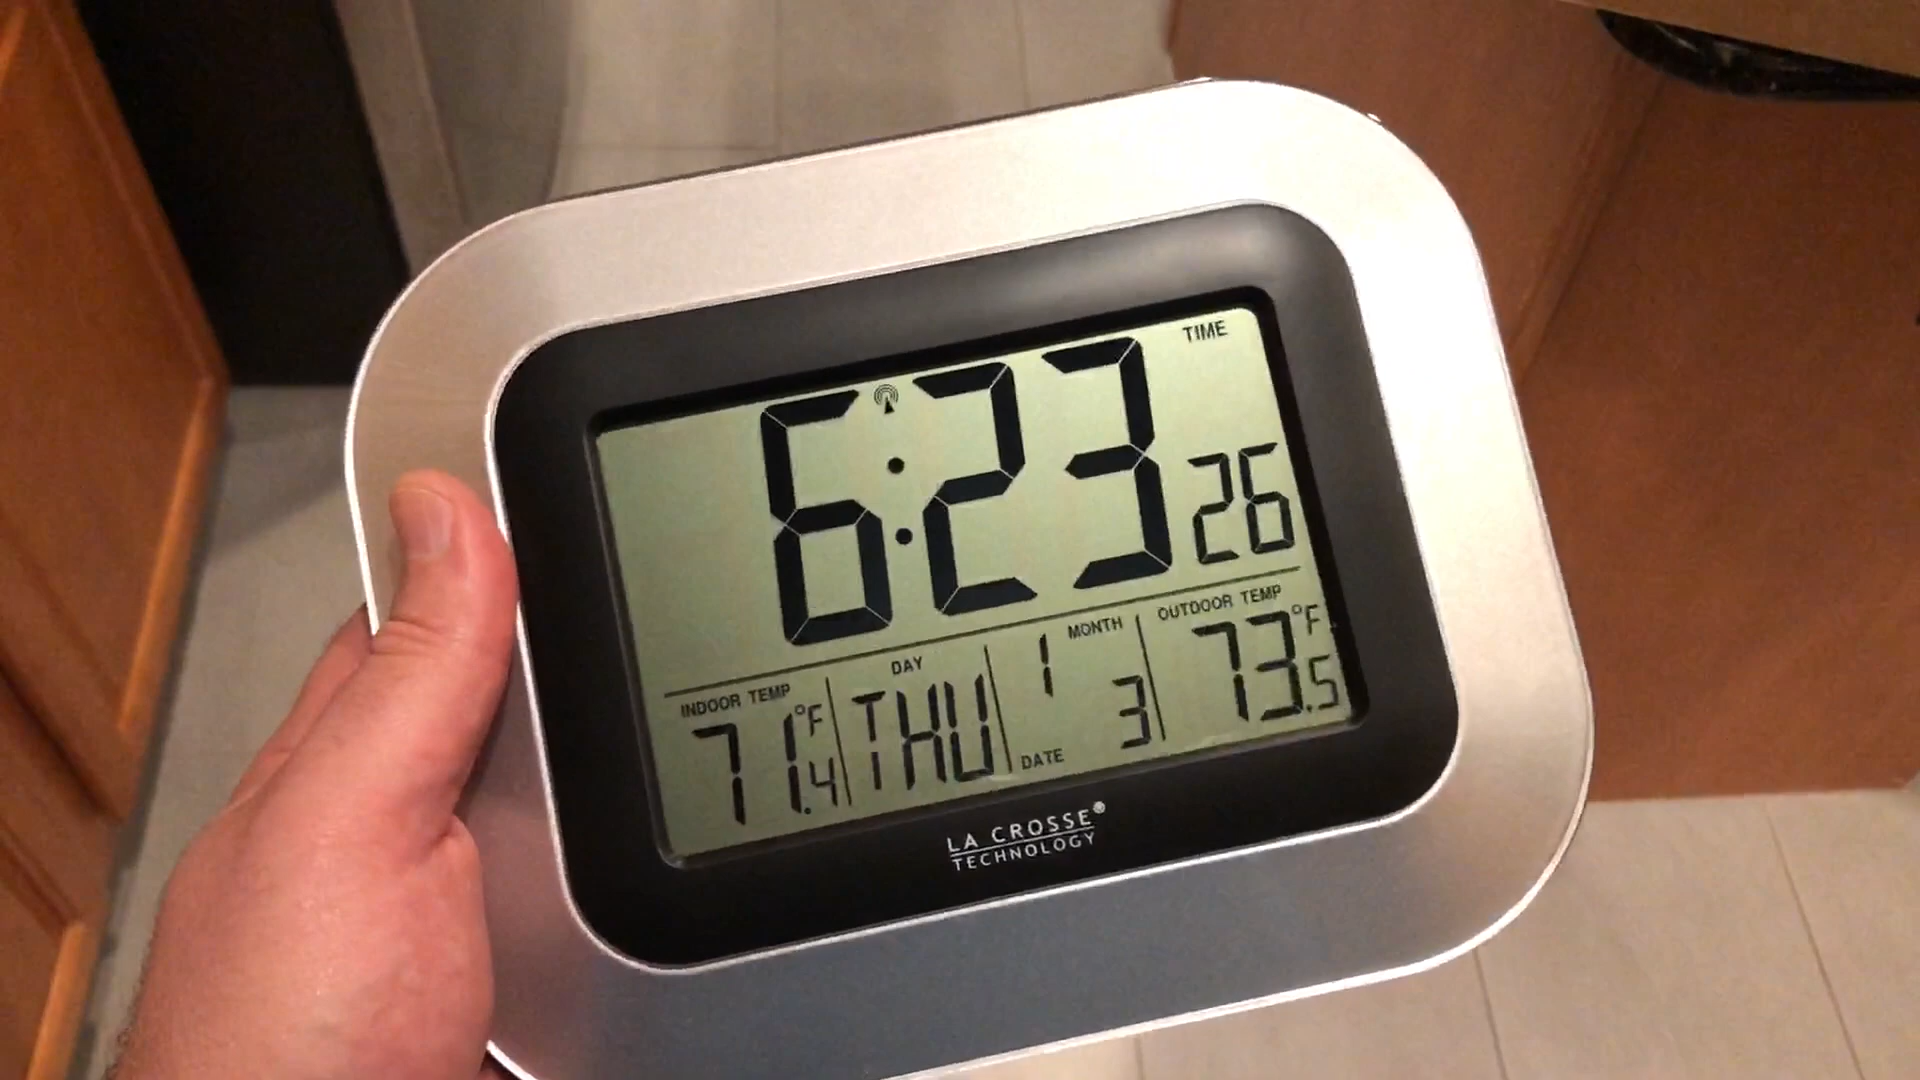 TIME
6:23 26
INDOOR TEMP
71.4 °F
DAY
THU
MONTH
1
3
DATE
OUTDOOR TEMP
73.5 °F
LA CROSSE®
TECHNOLOGY